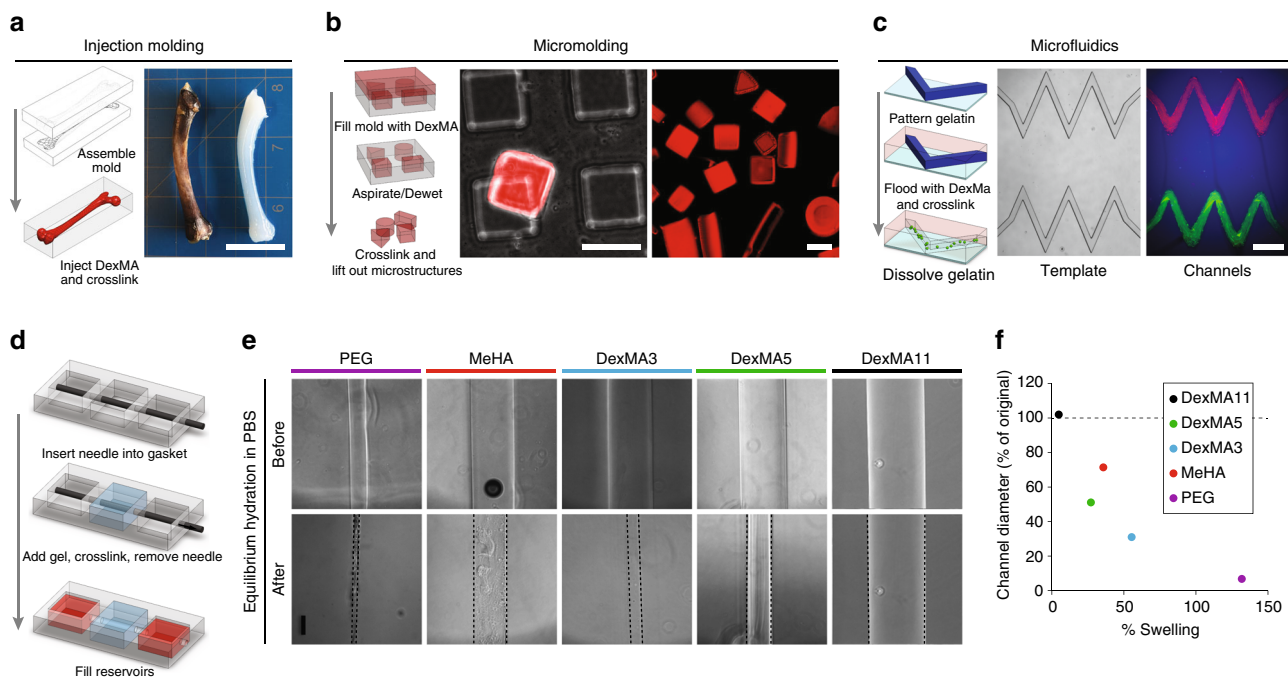 a
Injection molding
Assemble
mold
Inject DexMA
and crosslink
8
7
6
b
Micromolding
Fill mold with DexMA
Aspirate/Dewet
Crosslink and
lift out microstructures
c
Microfluidics
Pattern gelatin
Flood with DexMa
and crosslink
Dissolve gelatin
Template
Channels
d
Insert needle into gasket
Add gel, crosslink, remove needle
Fill reservoirs
e
PEG
MeHA
DexMA3
DexMA5
DexMA11
Equilibrium hydration in PBS
Before
After
f
Channel diameter (% of original)
120
100
80
60
40
20
0
0
50
100
150
% Swelling
DexMA11
DexMA5
DexMA3
MeHA
PEG